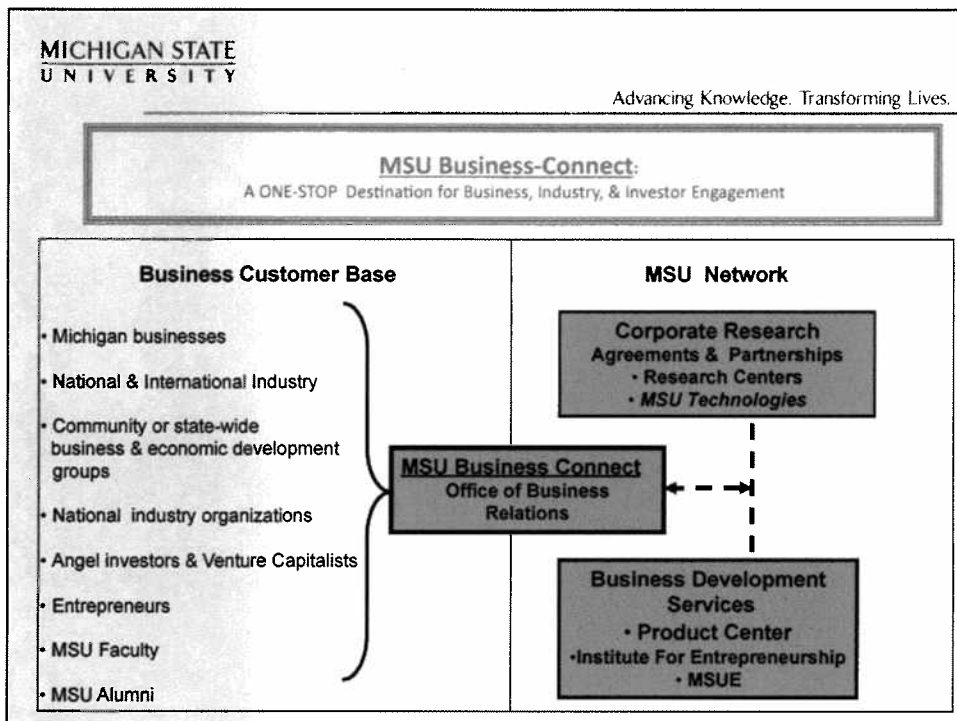 MICHIGAN STATE
UNIVERSITY
Advancing Knowledge. Transforming Lives.
MSU Business-Connect:
A ONE-STOP Destination for Business, Industry, & Investor Engagement
Business Customer Base
• Michigan businesses
• National & International Industry
• Community or state-wide
business & economic development
groups
• National industry organizations
• Angel investors & Venture Capitalists
• Entrepreneurs
• MSU Faculty
• MSU Alumni
MSU Business Connect
Office of Business
Relations
MSU Network
Corporate Research
Agreements & Partnerships
• Research Centers
• MSU Technologies
Business Development
Services
• Product Center
•Institute For Entrepreneurship
• MSUE